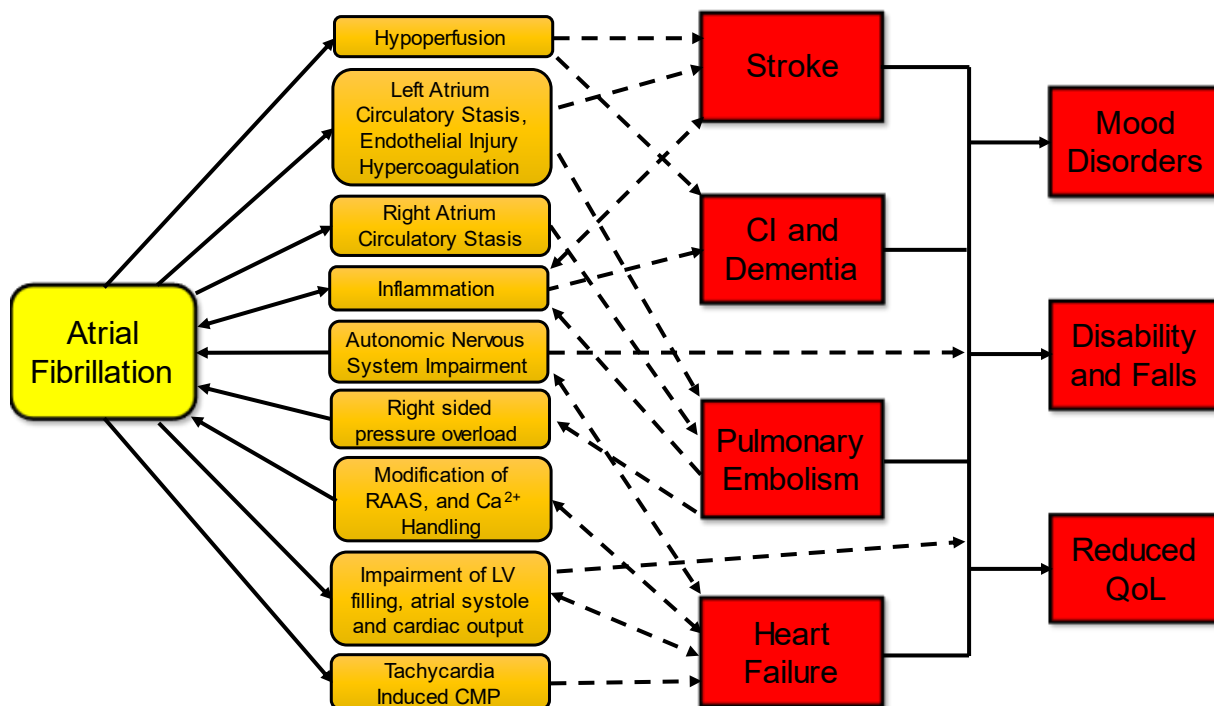 Atrial
Fibrillation
Hypoperfusion
Left Atrium
Circulatory Stasis,
Endothelial Injury
Hypercoagulation
Right Atrium
Circulatory Stasis
Inflammation
Autonomic Nervous
System Impairment
Right sided
pressure overload
Modification of
RAAS, and Ca²⁺
Handling
Impairment of LV
filling, atrial systole
and cardiac output
Tachycardia
Induced CMP
Stroke
CI and
Dementia
Pulmonary
Embolism
Heart
Failure
Mood
Disorders
Disability
and Falls
Reduced
QoL